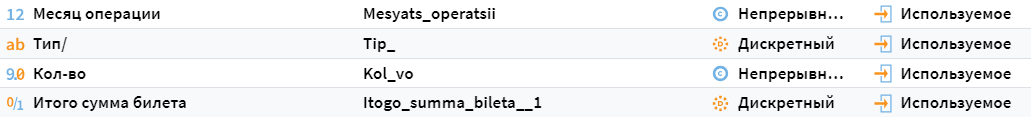 12 Месяц операции Mesyats_operatsii Непрерывн... Используемое
ab Тип/ Tip_ Дискретный Используемое
9.0 Кол-во Kol_vo Непрерывн... Используемое
0/1 Итого сумма билета Itogo_summa_bileta__1 Дискретный Используемое